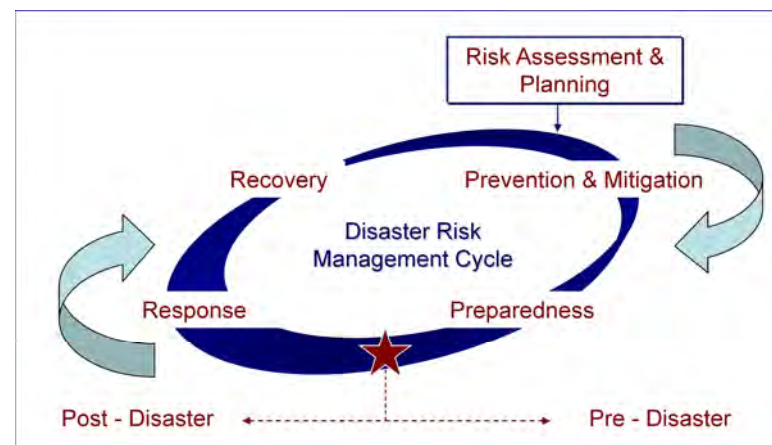 Risk Assessment &
Planning
Recovery
Prevention & Mitigation
Disaster Risk
Management Cycle
Response
Preparedness
Post - Disaster
Pre - Disaster